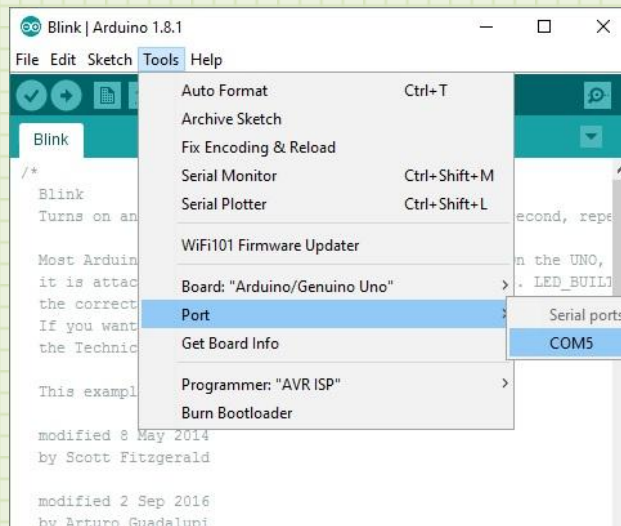 Blink | Arduino 1.8.1
File Edit Sketch Tools Help
Auto Format Ctrl+T
Archive Sketch
Fix Encoding & Reload
Serial Monitor Ctrl+Shift+M
Serial Plotter Ctrl+Shift+L
WiFi101 Firmware Updater
Board: "Arduino/Genuino Uno"
Port
Get Board Info
Programmer: "AVR ISP"
Burn Bootloader
Serial ports
COM5
Blink
/*
Blink
Turns on an econd, repe
Most Arduin n the UNO,
it is attac . LED_BUILT
the correct
If you want
the Technic
This exampl
modified 8 May 2014
by Scott Fitzgerald
modified 2 Sep 2016
by Arturo Guadalupi